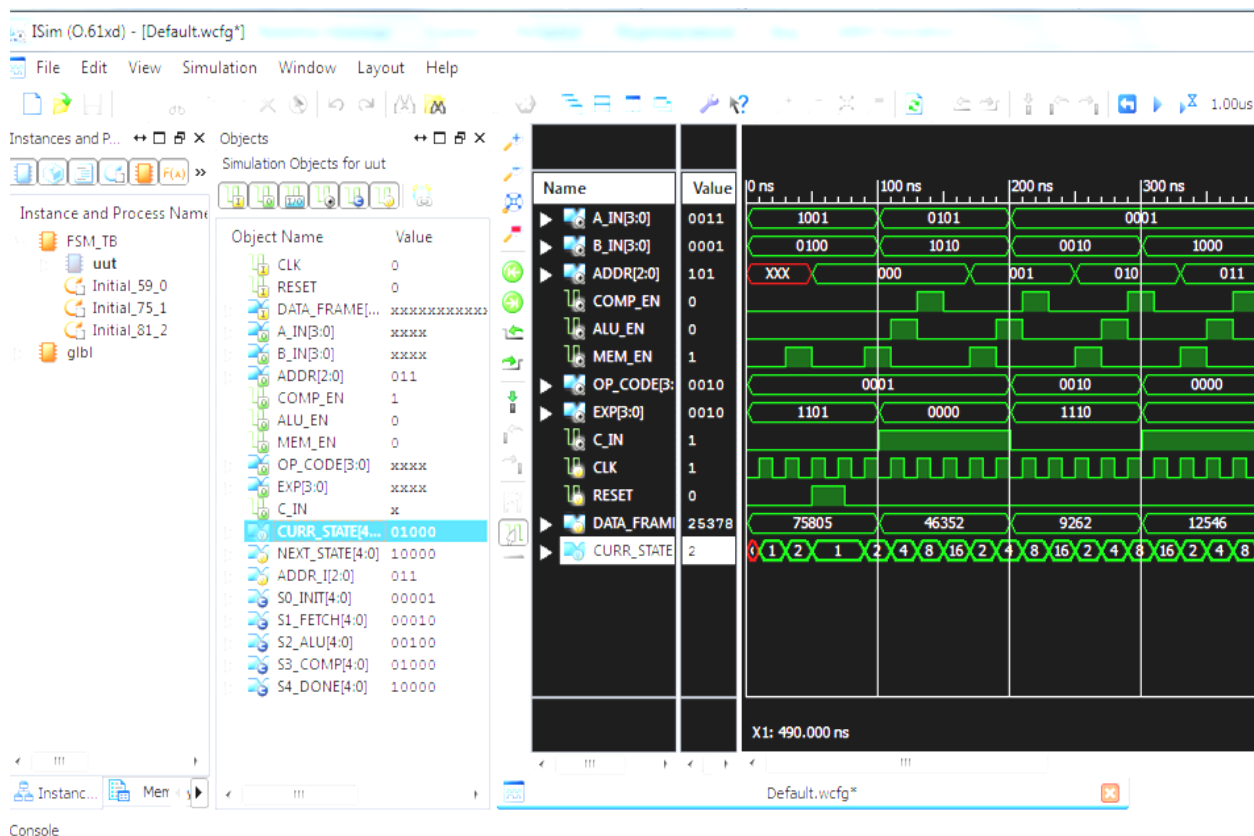 ISim (O.61xd) - [Default.wcfg*]
File Edit View Simulation Window Layout Help
1.00us
Instances and P...
Instance and Process Name
FSM_TB
uut
Initial_59_0
Initial_75_1
Initial_81_2
glbl
Instanc...
Mem
Objects
Simulation Objects for uut
Object Name Value
CLK 0
RESET 0
DATA_FRAME[... xxxxxxxxxxx
A_IN[3:0] xxxx
B_IN[3:0] xxxx
ADDR[2:0] 011
COMP_EN 1
ALU_EN 0
MEM_EN 0
OP_CODE[3:0] xxxx
EXP[3:0] xxxx
C_IN x
CURR_STATE[4... 01000
NEXT_STATE[4:0] 10000
ADDR_I[2:0] 011
S0_INIT[4:0] 00001
S1_FETCH[4:0] 00010
S2_ALU[4:0] 00100
S3_COMP[4:0] 01000
S4_DONE[4:0] 10000
Name Value 0 ns 100 ns 200 ns 300 ns
A_IN[3:0] 0011 1001 0101 0001
B_IN[3:0] 0001 0100 1010 0010 1000
ADDR[2:0] 101 XXX 000 001 010 011
COMP_EN 0
ALU_EN 0
MEM_EN 1
OP_CODE[3: 0010 0001 0010 0000
EXP[3:0] 0010 1101 0000 1110
C_IN 1
CLK 1
RESET 0
DATA_FRAMI 25378 75805 46352 9262 12546
CURR_STATE 2 1 2 1 2 4 8 16 2 4 8 16 2 4 8 16 2 4 8
X1: 490.000 ns
Default.wcfg*
Console